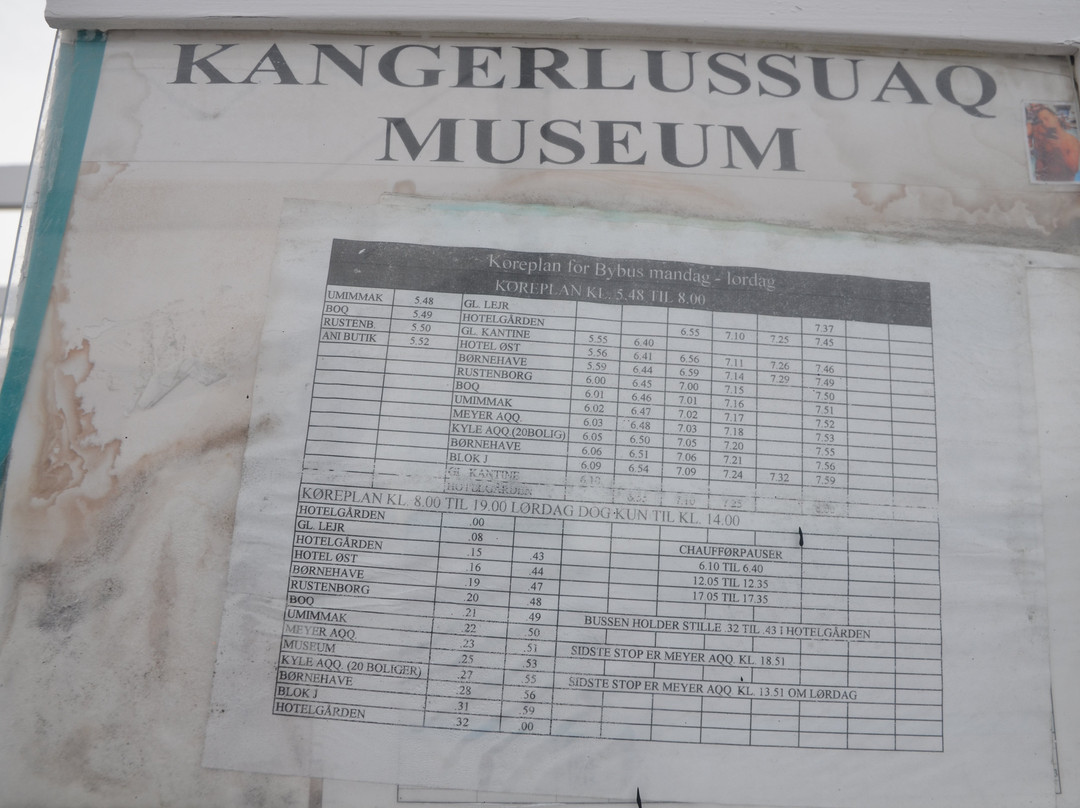 KANGERLUSSUAQ
MUSEUM
Køreplan for Bybus mandag - lørdag
KØREPLAN KL. 5.48 TIL 8.00
UMIMMAK 5.48 GL. LEJR 7.37
BOQ 5.49 HOTELGÅRDEN 6.55 7.10 7.25 7.45
RUSTENB. 5.50 GL. KANTINE 5.55 6.40
ANI BUTIK 5.52 HOTEL ØST 5.56 6.41 6.56 7.11 7.26 7.46
BØRNEHAVE 5.59 6.44 6.59 7.14 7.29 7.49
RUSTENBORG 6.00 6.45 7.00 7.15 7.50
BOQ 6.01 6.46 7.01 7.16 7.51
UMIMMAK 6.02 6.47 7.02 7.17 7.52
MEYER AQQ. 6.03 6.48 7.03 7.18 7.53
KYLE AQQ.(20BOLIG) 6.05 6.50 7.05 7.20 7.55
BØRNEHAVE 6.06 6.51 7.06 7.21 7.56
BLOK J 6.09 6.54 7.09 7.24 7.32 7.59
GL. KANTINE 6.10
HOTELGÅRDEN 6.55 7.10 7.25
KØREPLAN KL. 8.00 TIL 19.00 LØRDAG DOG KUN TIL KL. 14.00
HOTELGÅRDEN .00
GL. LEJR .08 CHAUFFØRPAUSER
HOTELGÅRDEN .15 .43 6.10 TIL 6.40
HOTEL ØST .16 .44 12.05 TIL 12.35
BØRNEHAVE .19 .47 17.05 TIL 17.35
RUSTENBORG .20 .48
BOQ .21 .49 BUSSEN HOLDER STILLE .32 TIL .43 I HOTELGÅRDEN
UMIMMAK .22 .50
MEYER AQQ. .23 .51 SIDSTE STOP ER MEYER AQQ. KL. 18.51
MUSEUM .25 .53
KYLE AQQ. (20 BOLIGER) .27 .55 SIDSTE STOP ER MEYER AQQ. KL. 13.51 OM LØRDAG
BØRNEHAVE .28 .56
BLOK J .31 .59
HOTELGÅRDEN .32 .00